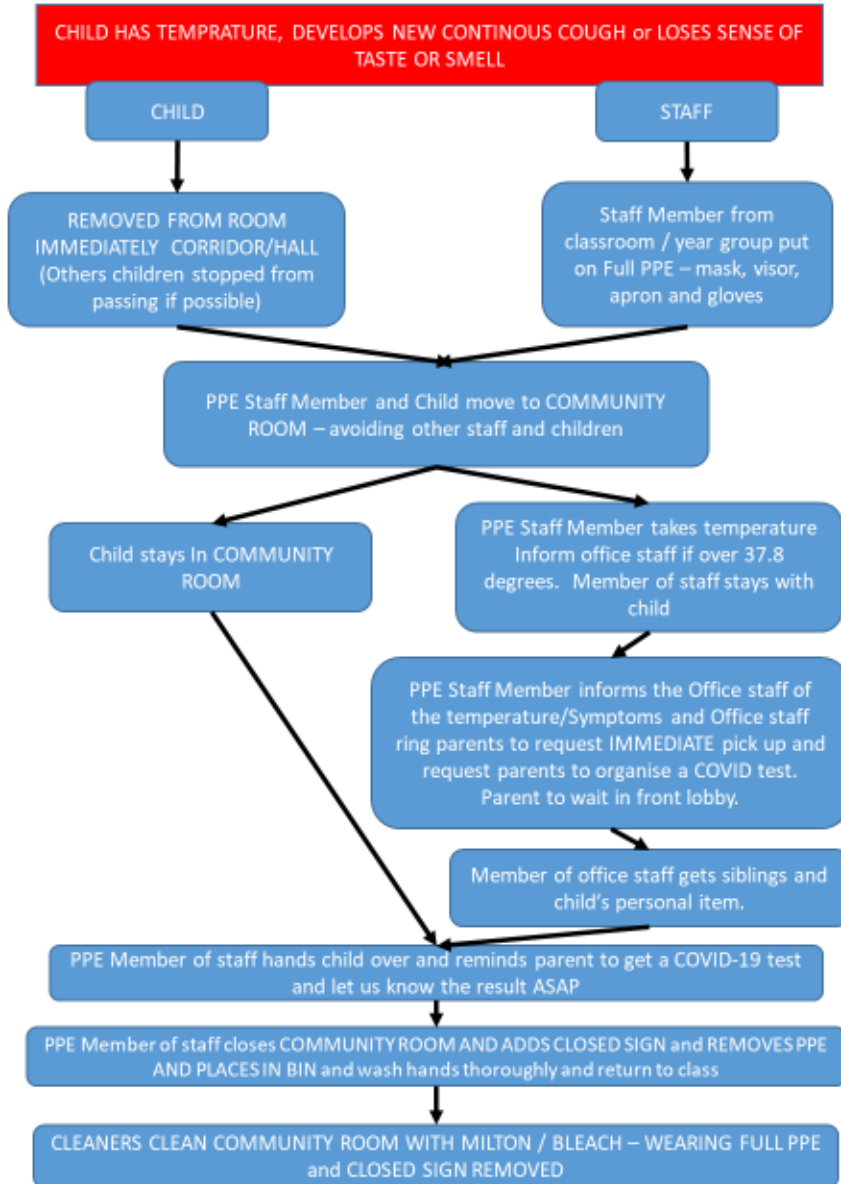 CHILD HAS TEMPRATURE, DEVELOPS NEW CONTINOUS COUGH or LOSES SENSE OF
TASTE OR SMELL
CHILD
STAFF
REMOVED FROM ROOM
IMMEDIATELY CORRIDOR/HALL
(Others children stopped from
passing if possible)
Staff Member from
classroom / year group put
on Full PPE – mask, visor,
apron and gloves
PPE Staff Member and Child move to COMMUNITY
ROOM – avoiding other staff and children
Child stays In COMMUNITY
ROOM
PPE Staff Member takes temperature
Inform office staff if over 37.8
degrees. Member of staff stays with
child
PPE Staff Member informs the Office staff of
the temperature/Symptoms and Office staff
ring parents to request IMMEDIATE pick up and
request parents to organise a COVID test.
Parent to wait in front lobby.
Member of office staff gets siblings and
child's personal item.
PPE Member of staff hands child over and reminds parent to get a COVID-19 test
and let us know the result ASAP
PPE Member of staff closes COMMUNITY ROOM AND ADDS CLOSED SIGN and REMOVES PPE
AND PLACES IN BIN and wash hands thoroughly and return to class
CLEANERS CLEAN COMMUNITY ROOM WITH MILTON / BLEACH – WEARING FULL PPE
and CLOSED SIGN REMOVED